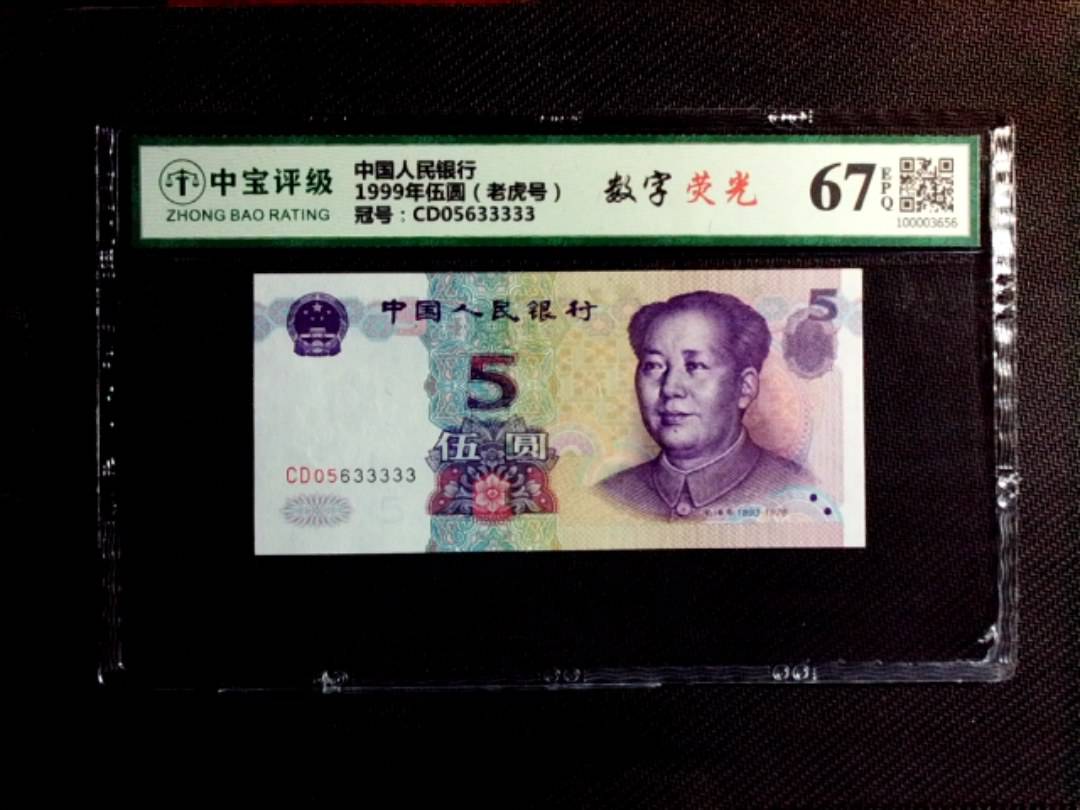 中宝评级
ZHONG BAO RATING
中国人民银行
1999年伍圆（老虎号）
冠号：CD05633333
数字荧光
67
EPQ
100003656
中国人民银行
5
5
伍圆
CD05633333
1893-1976